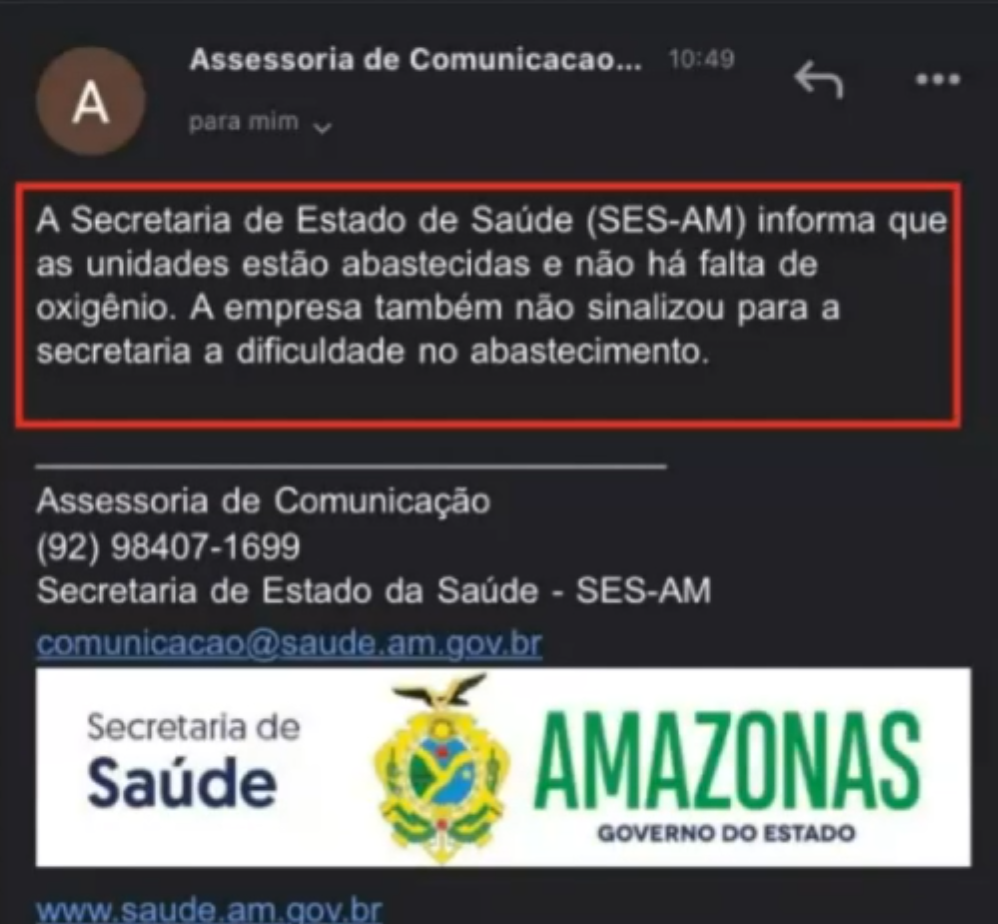 A
Assessoria de Comunicacao... 10:49
para mim
A Secretaria de Estado de Saúde (SES-AM) informa que
as unidades estão abastecidas e não há falta de
oxigênio. A empresa também não sinalizou para a
secretaria a dificuldade no abastecimento.
Assessoria de Comunicação
(92) 98407-1699
Secretaria de Estado da Saúde - SES-AM
comunicacao@saude.am.gov.br
Secretaria de
Saúde
AMAZONAS
GOVERNO DO ESTADO
www.saude.am.gov.br